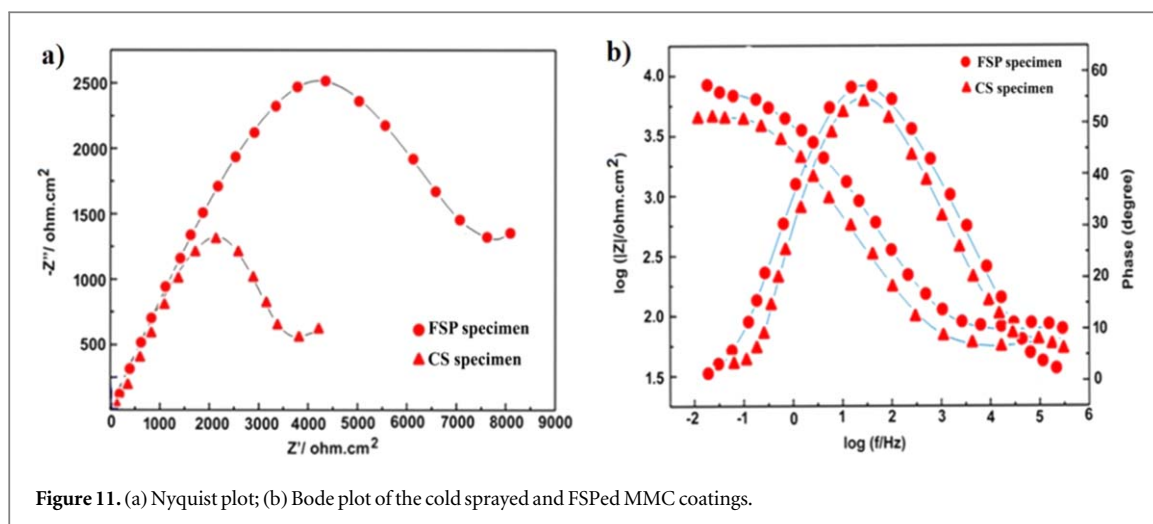 a)
2500
2000
1500
1000
500
-Z"/ ohm.cm²
0 1000 2000 3000 4000 5000 6000 7000 8000 9000
Z'/ ohm.cm²
FSP specimen
CS specimen
b)
FSP specimen
CS specimen
4.0
3.5
3.0
2.5
2.0
1.5
log (|Z|/ohm.cm²)
60
50
40
30
20
10
0
Phase (degree)
-2 -1 0 1 2 3 4 5 6
log (f/Hz)
Figure 11. (a) Nyquist plot; (b) Bode plot of the cold sprayed and FSPed MMC coatings.